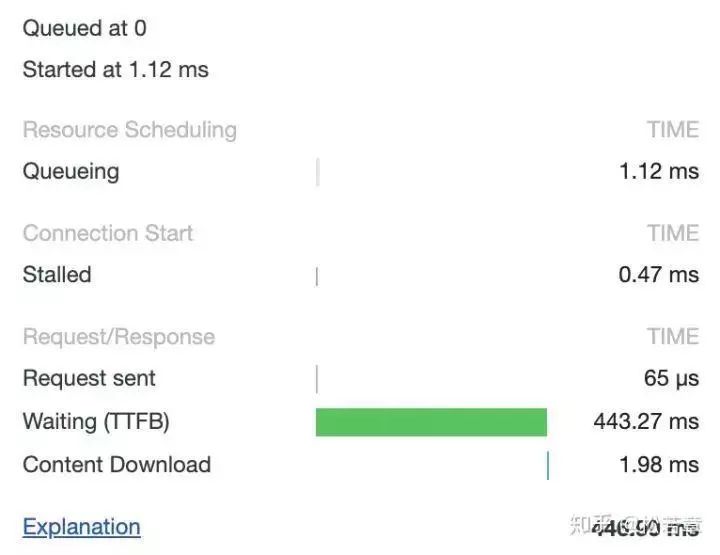 Queued at 0
Started at 1.12 ms
Resource Scheduling TIME
Queueing 1.12 ms
Connection Start TIME
Stalled 0.47 ms
Request/Response TIME
Request sent 65 μs
Waiting (TTFB) 443.27 ms
Content Download 1.98 ms
Explanation 446.90 ms
知乎